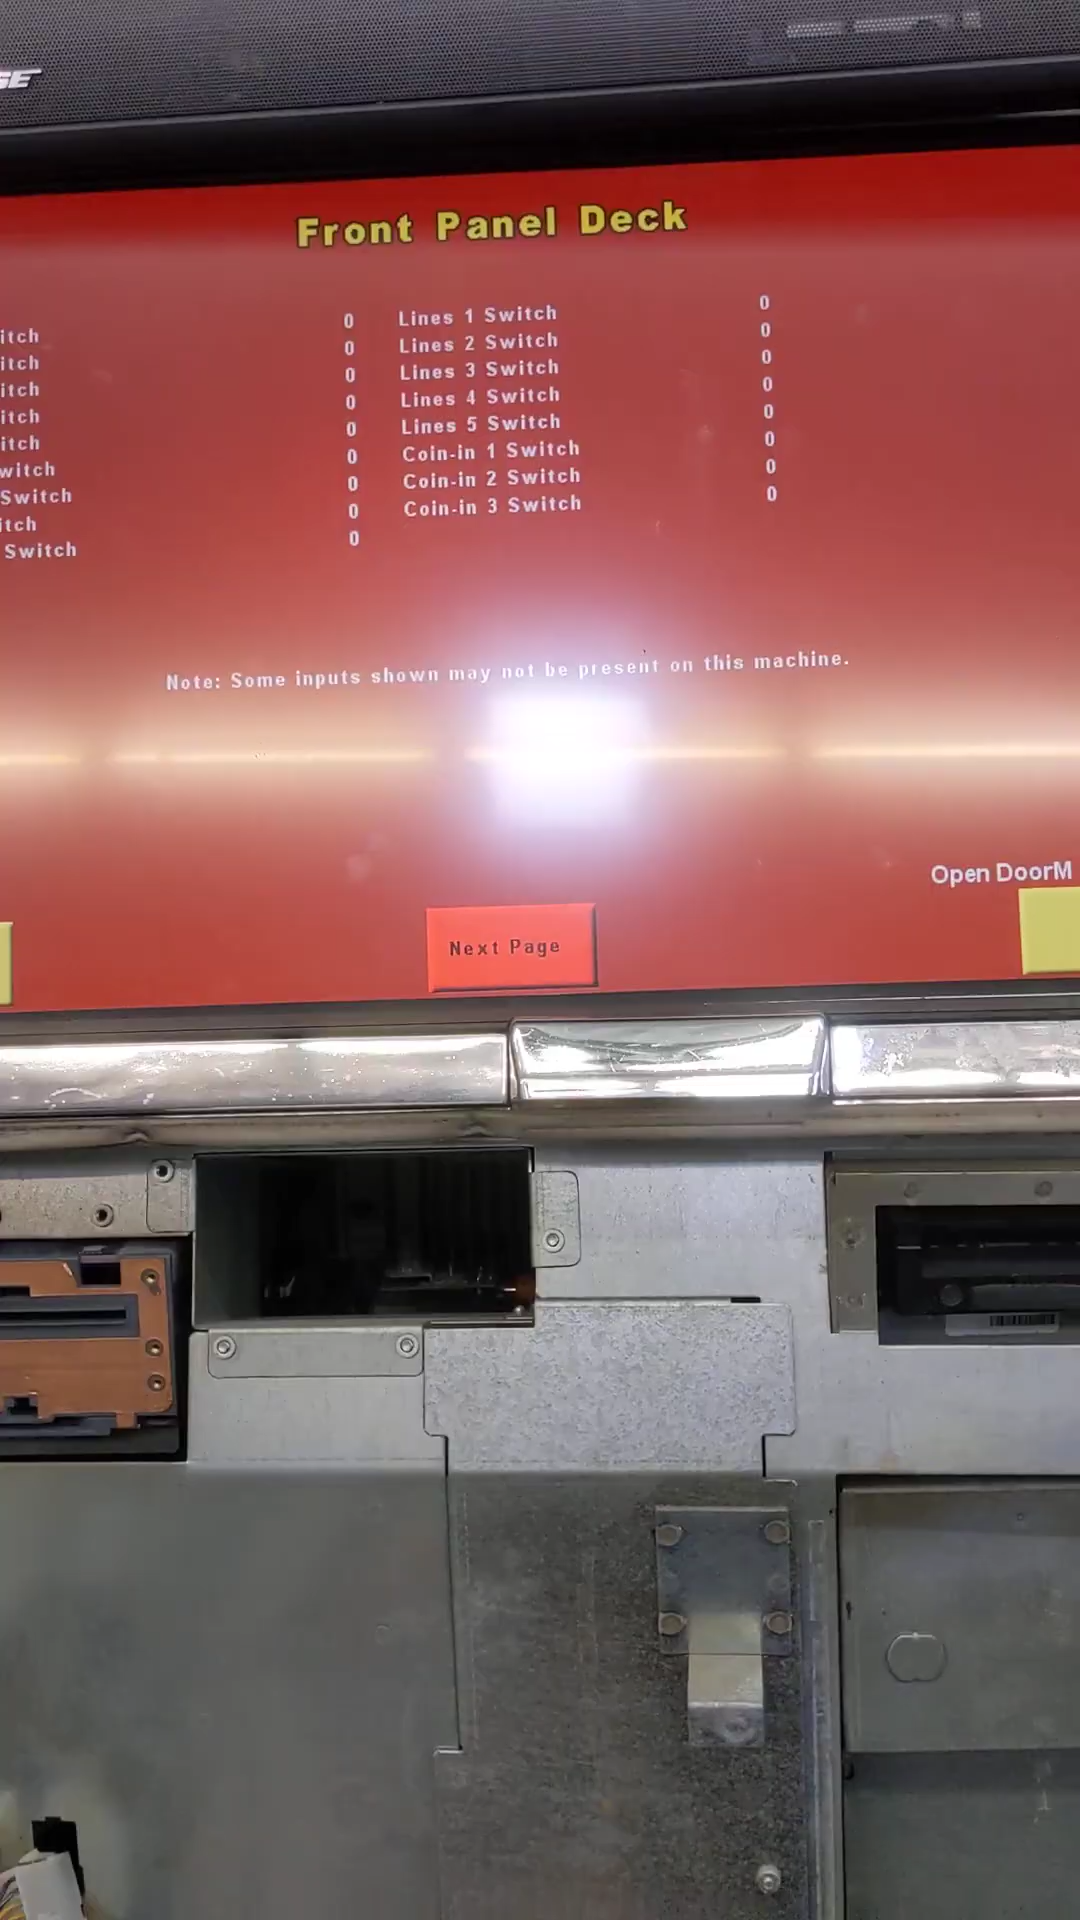 Front Panel Deck
itch 0 Lines 1 Switch 0
itch 0 Lines 2 Switch 0
itch 0 Lines 3 Switch 0
itch 0 Lines 4 Switch 0
itch 0 Lines 5 Switch 0
witch 0 Coin-in 1 Switch 0
Switch 0 Coin-in 2 Switch 0
itch 0 Coin-in 3 Switch 0
Switch 0
Note: Some inputs shown may not be present on this machine.
Open DoorM
Next Page